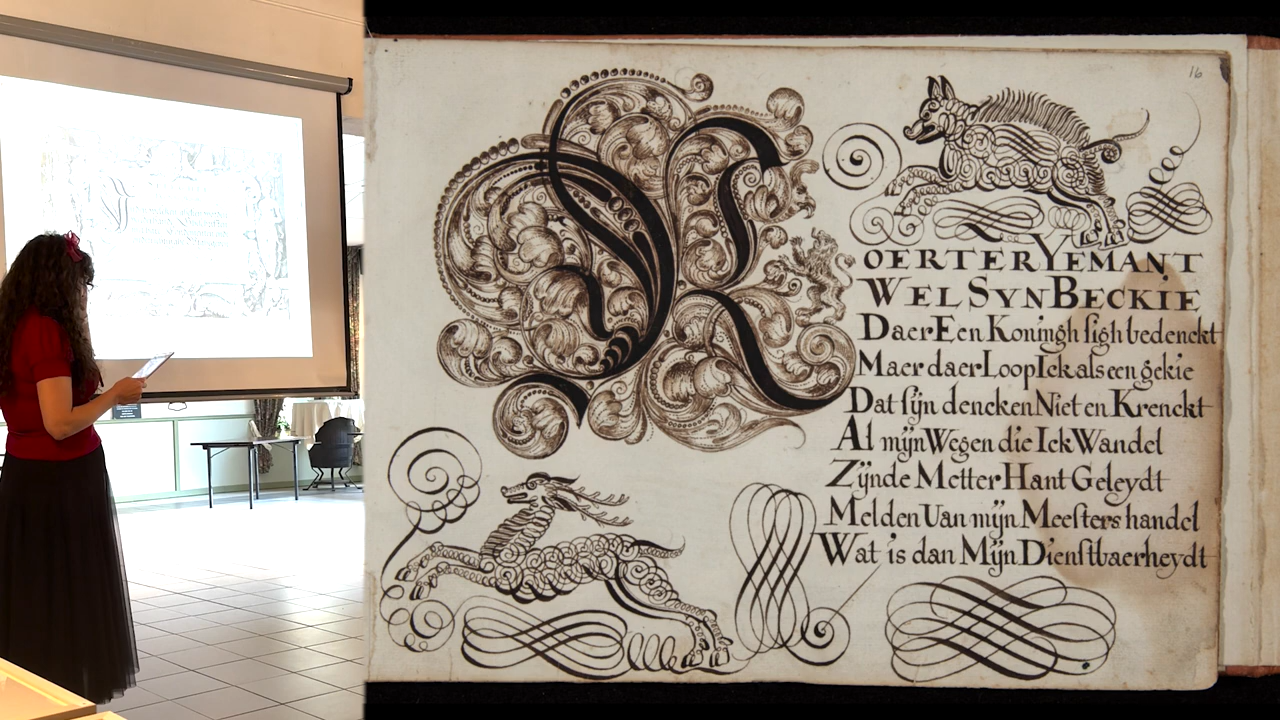 16
OERTER YEMANT
WEL SYN BECKIE
Daer Een Koningh sigh bedenckt
Maer daer Loop Ick als een gekie
Dat sijn dencken Niet en Krenckt
Al mijn Wegen die Ick Wandel
Zijnde Metter Hant Geleydt
Melden Uan mijn Meesters handel
Wat is dan Mijn Dienstbaerheydt